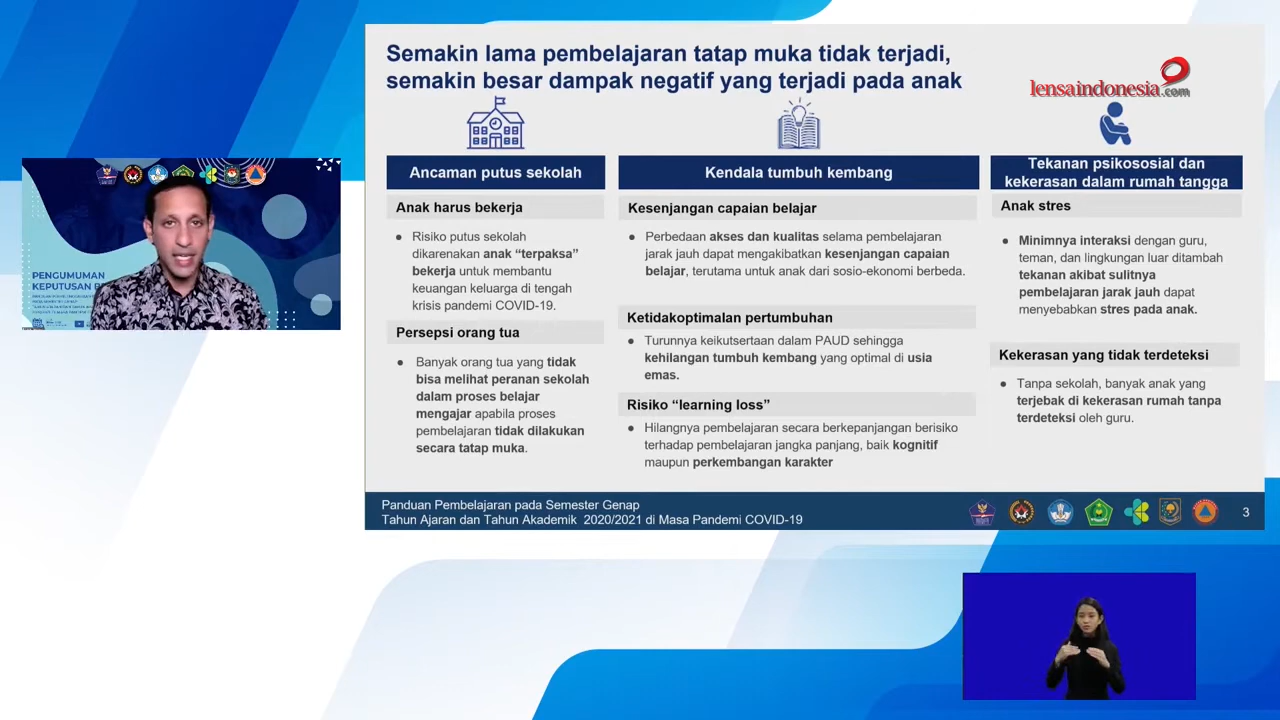 Semakin lama pembelajaran tatap muka tidak terjadi,
semakin besar dampak negatif yang terjadi pada anak
lensaindonesia.com
Ancaman putus sekolah
Anak harus bekerja
● Risiko putus sekolah
dikarenakan anak “terpaksa”
bekerja untuk membantu
keuangan keluarga di tengah
krisis pandemi COVID-19.
Persepsi orang tua
● Banyak orang tua yang tidak
bisa melihat peranan sekolah
dalam proses belajar
mengajar apabila proses
pembelajaran tidak dilakukan
secara tatap muka.
Kendala tumbuh kembang
Kesenjangan capaian belajar
● Perbedaan akses dan kualitas selama pembelajaran
jarak jauh dapat mengakibatkan kesenjangan capaian
belajar, terutama untuk anak dari sosio-ekonomi berbeda.
Ketidakoptimalan pertumbuhan
● Turunnya keikutsertaan dalam PAUD sehingga
kehilangan tumbuh kembang yang optimal di usia
emas.
Risiko “learning loss”
● Hilangnya pembelajaran secara berkepanjangan berisiko
terhadap pembelajaran jangka panjang, baik kognitif
maupun perkembangan karakter
Tekanan psikososial dan
kekerasan dalam rumah tangga
Anak stres
● Minimnya interaksi dengan guru,
teman, dan lingkungan luar ditambah
tekanan akibat sulitnya
pembelajaran jarak jauh dapat
menyebabkan stres pada anak.
Kekerasan yang tidak terdeteksi
● Tanpa sekolah, banyak anak yang
terjebak di kekerasan rumah tanpa
terdeteksi oleh guru.
PENGUMUMAN
KEPUTUSAN
Panduan Pembelajaran pada Semester Genap
Tahun Ajaran dan Tahun Akademik 2020/2021 di Masa Pandemi COVID-19
3